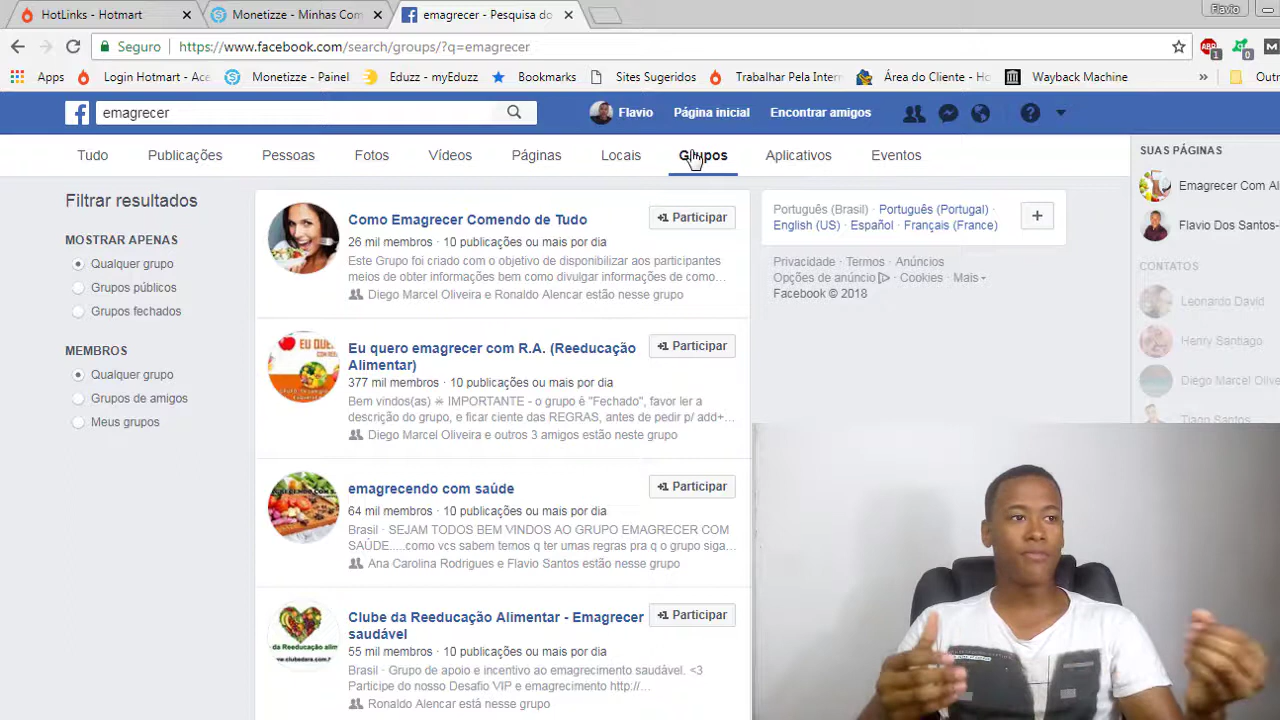 HotLinks - Hotmart
Monetizze - Minhas Com
emagrecer - Pesquisa do
Flavio
Seguro
https://www.facebook.com/search/groups/?q=emagrecer
1
0
M
Apps
Login Hotmart - Ace
Monetizze - Painel
Eduzz - myEduzz
Bookmarks
Sites Sugeridos
Trabalhar Pela Intern
Área do Cliente - Ho
Wayback Machine
»
Outr
emagrecer
Flavio
Página inicial
Encontrar amigos
Tudo
Publicações
Pessoas
Fotos
Vídeos
Páginas
Locais
Grupos
Aplicativos
Eventos
Filtrar resultados
MOSTRAR APENAS
Qualquer grupo
Grupos públicos
Grupos fechados
MEMBROS
Qualquer grupo
Grupos de amigos
Meus grupos
Como Emagrecer Comendo de Tudo
+1 Participar
26 mil membros · 10 publicações ou mais por dia
Este Grupo foi criado com o objetivo de disponibilizar aos participantes
meios de obter informações bem como divulgar informações de como…
Diego Marcel Oliveira e Ronaldo Alencar estão nesse grupo
EU QUE
Eu quero emagrecer com R.A. (Reeducação
Alimentar)
+1 Participar
377 mil membros · 10 publicações ou mais por dia
Bem vindos(as) ✳ IMPORTANTE - o grupo é "Fechado", favor ler a
descrição do grupo, e ficar ciente das REGRAS, antes de pedir p/ add+…
Diego Marcel Oliveira e outros 3 amigos estão neste grupo
emagrecendo com saúde
+1 Participar
64 mil membros · 10 publicações ou mais por dia
Brasil · SEJAM TODOS BEM VINDOS AO GRUPO EMAGRECER COM
SAÚDE.....como vcs sabem temos q ter umas regras pra q o grupo siga…
Ana Carolina Rodrigues e Flavio Santos estão nesse grupo
da Reeducação alim
Clube da Reeducação Alimentar - Emagrecer
saudável
+1 Participar
55 mil membros · 10 publicações ou mais por dia
Brasil · Grupo de apoio e incentivo ao emagrecimento saudável. <3
Participe do nosso Desafio VIP e emagrecimento http://…
Ronaldo Alencar está nesse grupo
Português (Brasil) · Português (Portugal) ·
English (US) · Español · Français (France)
Privacidade · Termos · Anúncios
Opções de anúncio · Cookies · Mais
Facebook © 2018
SUAS PÁGINAS
Emagrecer Com Al
Flavio Dos Santos-
CONTATOS
Leonardo David
Henry Santiago
Diego Marcel Olive
Tiago Santos